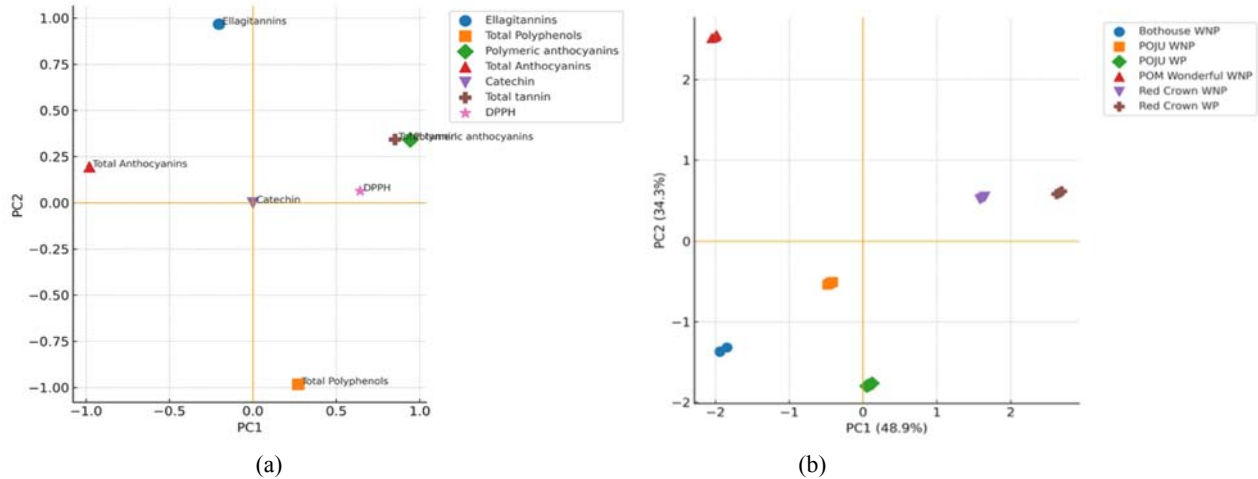 1.00
0.75
0.50
0.25
0.00
−0.25
−0.50
−0.75
−1.00
PC2
−1.0
−0.5
0.0
0.5
1.0
PC1
Ellagitannins
Total Anthocyanins
Catechin
DPPH
Total tannin
Polymeric anthocyanins
Total Polyphenols
Ellagitannins
Total Polyphenols
Polymeric anthocyanins
Total Anthocyanins
Catechin
Total tannin
DPPH
(a)
2
1
0
−1
−2
PC2 (34.3%)
−2
−1
0
1
2
PC1 (48.9%)
Bothouse WNP
POJU WNP
POJU WP
POM Wonderful WNP
Red Crown WNP
Red Crown WP
(b)